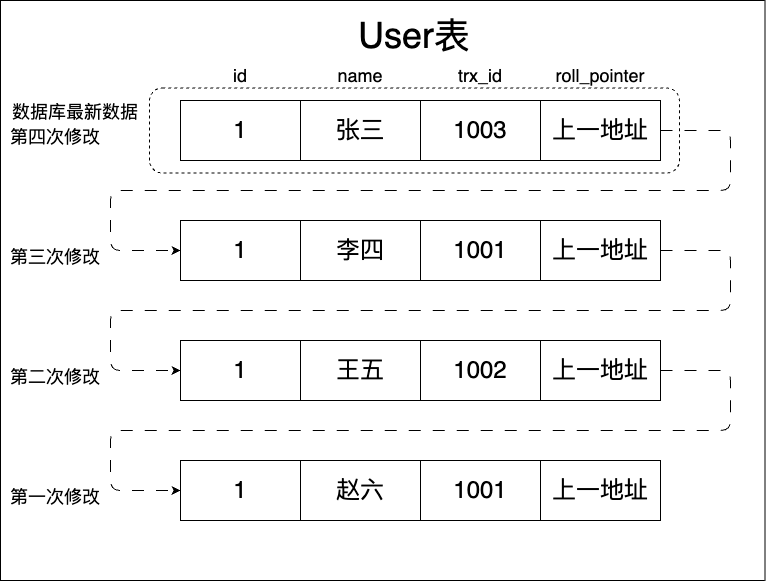 User表
id name trx_id roll_pointer
数据库最新数据
第四次修改
1 张三 1003 上一地址
第三次修改
1 李四 1001 上一地址
第二次修改
1 王五 1002 上一地址
第一次修改
1 赵六 1001 上一地址